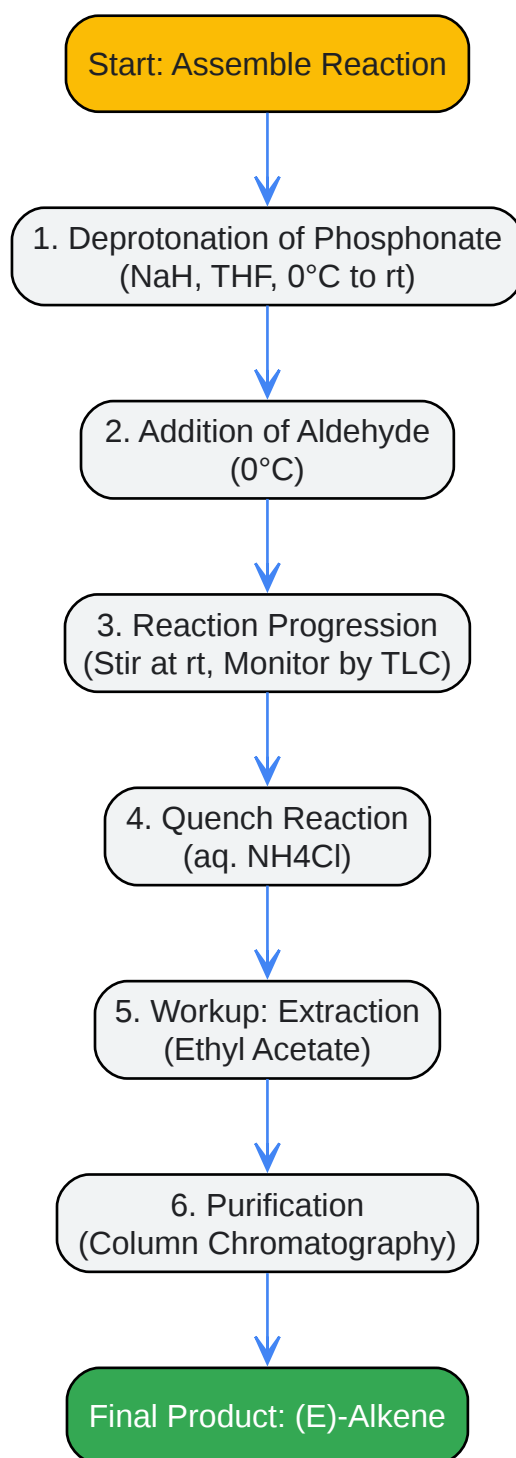 Start: Assemble Reaction
1. Deprotonation of Phosphonate
(NaH, THF, 0°C to rt)
2. Addition of Aldehyde
(0°C)
3. Reaction Progression
(Stir at rt, Monitor by TLC)
4. Quench Reaction
(aq. NH4Cl)
5. Workup: Extraction
(Ethyl Acetate)
6. Purification
(Column Chromatography)
Final Product: (E)-Alkene